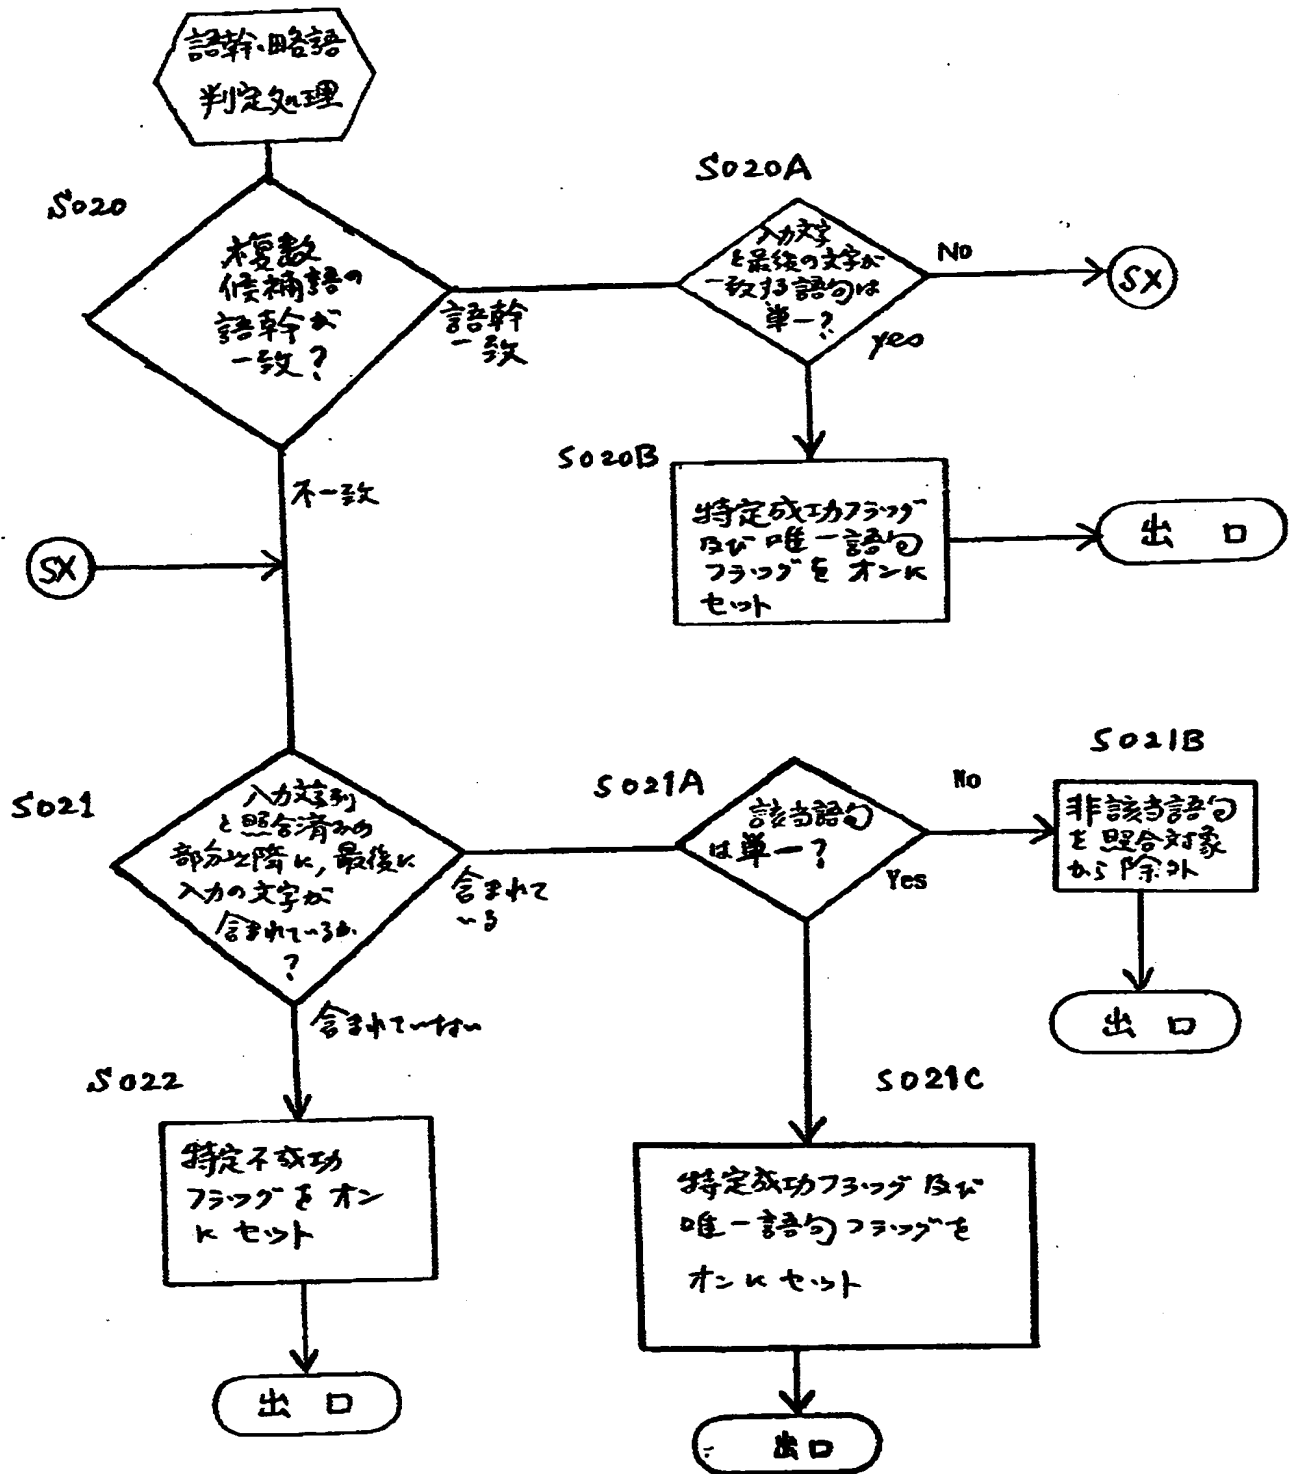 語幹・略語
判定処理
S020
複数
候補語の
語幹が
一致?
語幹
一致
不一致
S020A
入力文字
と最後の文字が
一致する語句は
単一?
No
SX
yes
S020B
特定成功フラッグ
及び唯一語句
フラッグをオンに
セット
出 口
SX
S021
入力文字列
と照合済みの
部分以降に,最後に
入力の文字が
含まれているか
?
含まれて
いる
含まれていない
S021A
該当語句
は単一?
No
Yes
S021B
非該当語句
を照合対象
から除外
出 口
S022
特定不成功
フラッグをオン
にセット
出 口
S021C
特定成功フラッグ及び
唯一語句フラッグを
オンにセット
出口